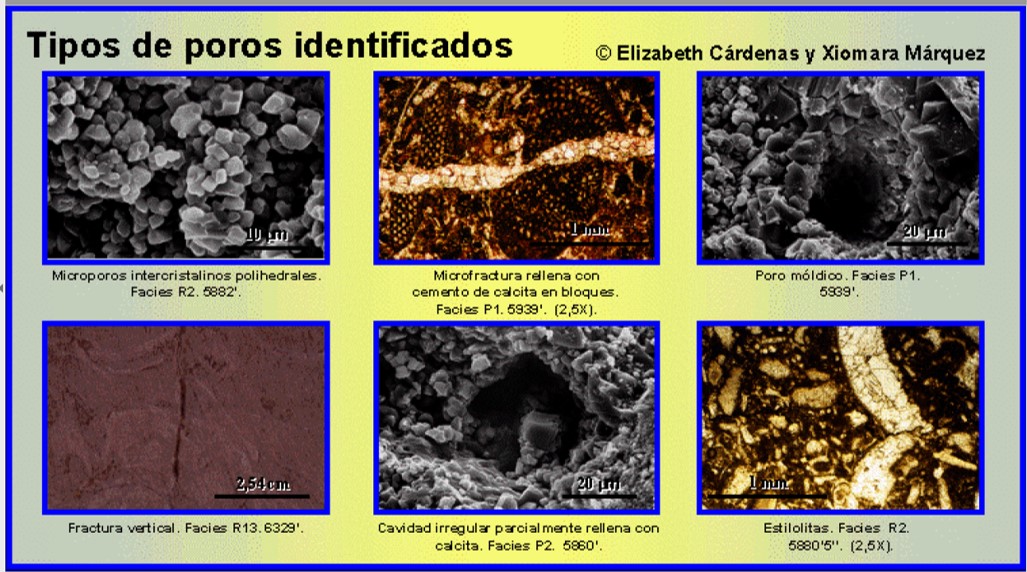 Tipos de poros identificados
© Elizabeth Cárdenas y Xiomara Márquez
10 µm
1 mm
20 µm
Microporos intercristalinos polihedrales.
Facies R2. 5882'.
Microfractura rellena con
cemento de calcita en bloques.
Facies P1. 5939'. (2,5X).
Poro móldico. Facies P1.
5939'.
2,54 cm
20 µm
1 mm
Fractura vertical. Facies R13. 6329'.
Cavidad irregular parcialmente rellena con
calcita. Facies P2. 5860'.
Estilolitas. Facies R2.
5880'5''. (2,5X).